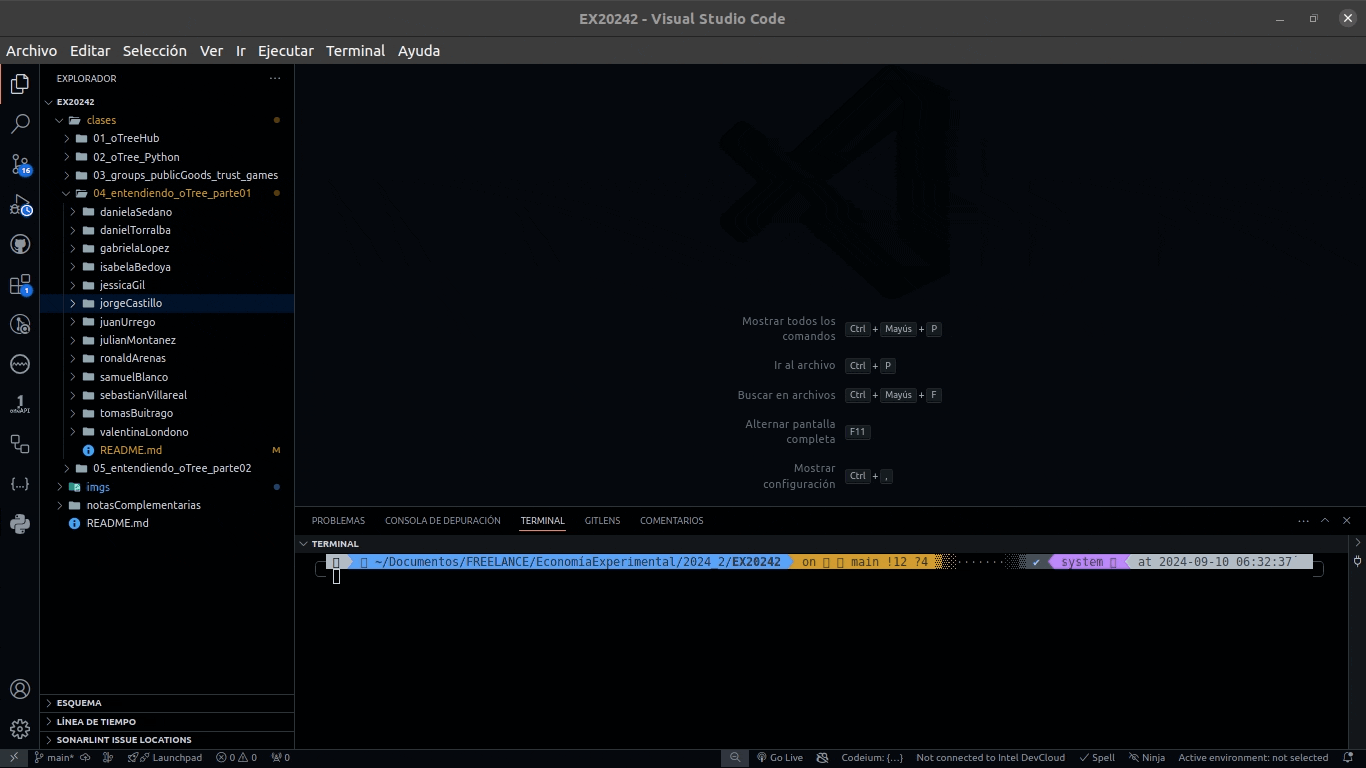 EX20242 - Visual Studio Code
Archivo Editar Selección Ver Ir Ejecutar Terminal Ayuda
EXPLORADOR
EX20242
clases
01_oTreeHub
02_oTree_Python
03_groups_publicGoods_trust_games
04_entendiendo_oTree_parte01
danielaSedano
danielTorralba
gabrielaLopez
isabelaBedoya
jessicaGil
jorgeCastillo
juanUrrego
julianMontanez
ronaldArenas
samuelBlanco
sebastianVillareal
tomasBuitrago
valentinaLondono
README.md M
05_entendiendo_oTree_parte02
imgs
notasComplementarias
README.md
ESQUEMA
LÍNEA DE TIEMPO
SONARLINT ISSUE LOCATIONS
16
1
Mostrar todos los
comandos Ctrl + Mayús + P
Ir al archivo Ctrl + P
Buscar en archivos Ctrl + Mayús + F
Alternar pantalla
completa F11
Mostrar
configuración Ctrl + ,
PROBLEMAS CONSOLA DE DEPURACIÓN TERMINAL GITLENS COMENTARIOS
TERMINAL
~/Documentos/FREELANCE/EconomiaExperimental/2024_2/EX20242 on main !12 ?4 ✔ system at 2024-09-10 06:32:37
main* Launchpad 0 0 0 Go Live Codeium: {...} Not connected to Intel DevCloud Spell Ninja Active environment: not selected